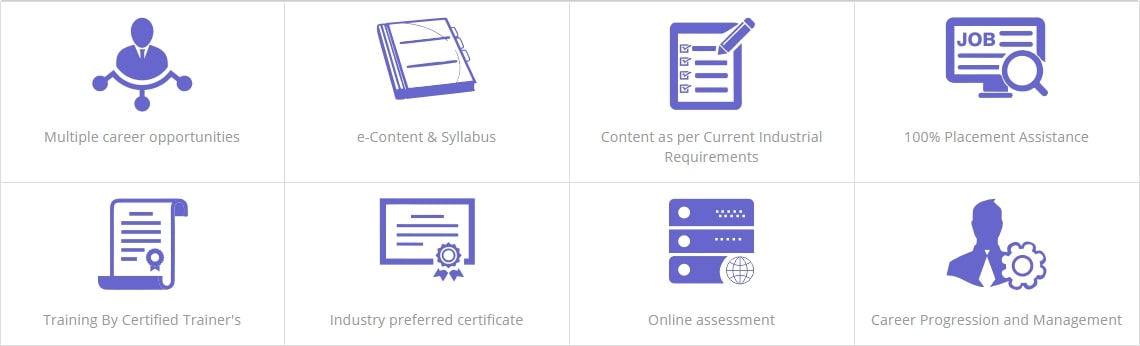 JOB
Multiple career opportunities
e-Content & Syllabus
Content as per Current Industrial
Requirements
100% Placement Assistance
Training By Certified Trainer's
Industry preferred certificate
Online assessment
Career Progression and Management